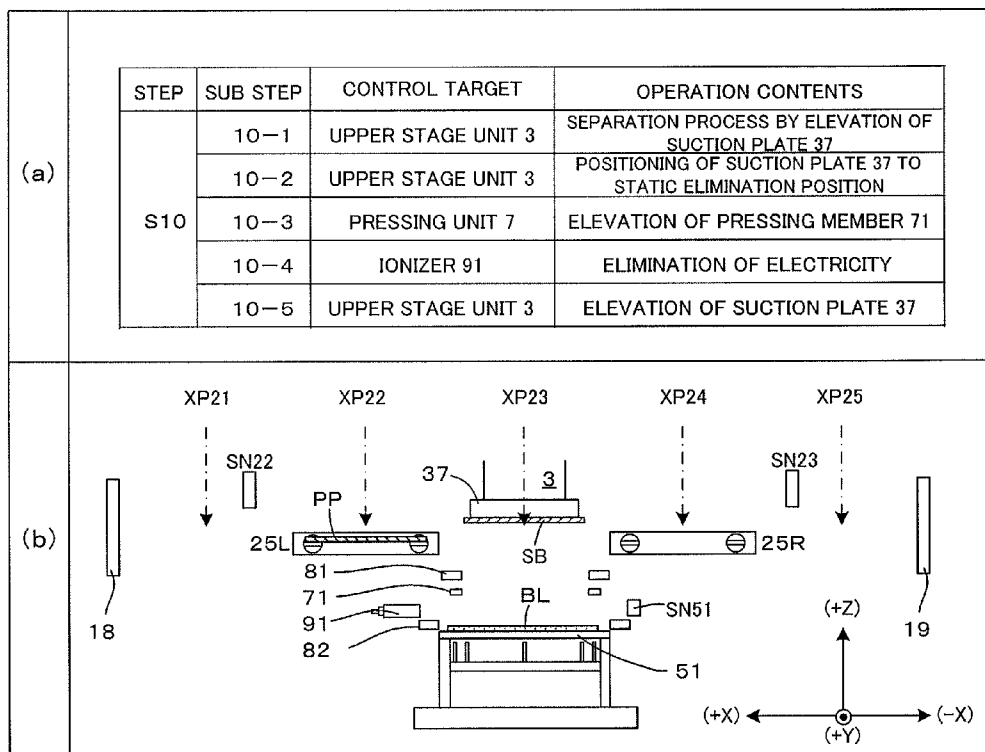 (a)
STEP SUB STEP CONTROL TARGET OPERATION CONTENTS
S10
10-1 UPPER STAGE UNIT 3 SEPARATION PROCESS BY ELEVATION OF
SUCTION PLATE 37
10-2 UPPER STAGE UNIT 3 POSITIONING OF SUCTION PLATE 37 TO
STATIC ELIMINATION POSITION
10-3 PRESSING UNIT 7 ELEVATION OF PRESSING MEMBER 71
10-4 IONIZER 91 ELIMINATION OF ELECTRICITY
10-5 UPPER STAGE UNIT 3 ELEVATION OF SUCTION PLATE 37
(b)
XP21 XP22 XP23 XP24 XP25
SN22 SN23
37 3
PP
25L SB 25R
81
71 BL
91 SN51
82
18 51 19
(+Z)
(+X) (-X)
(+Y)